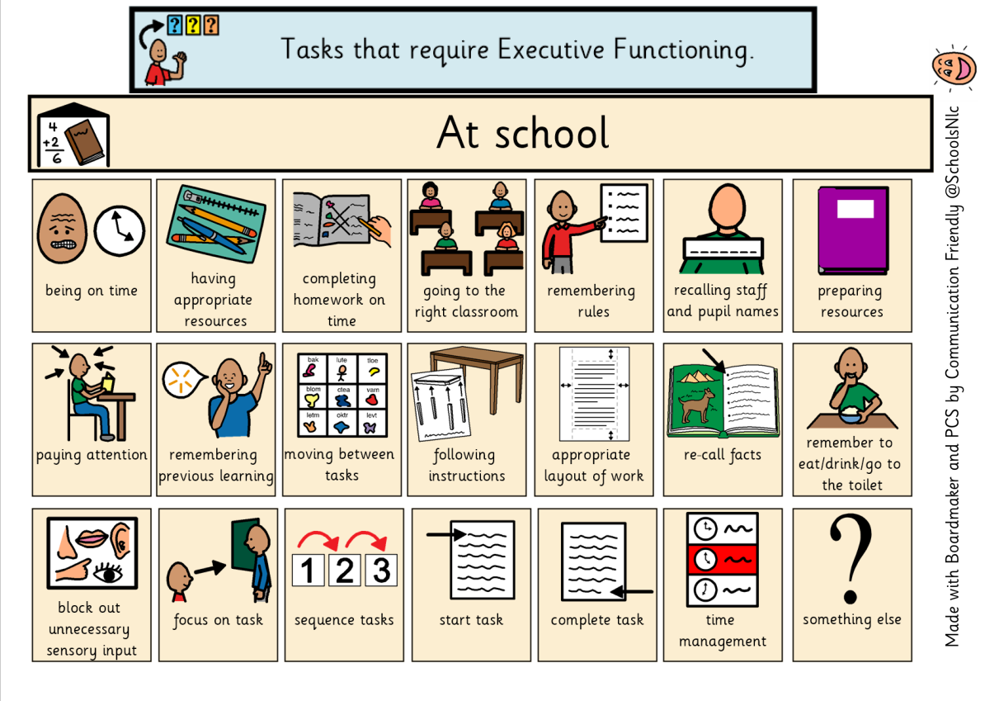 ? ? ?
Tasks that require Executive Functioning.
4
+2
6
At school
being on time
having
appropriate
resources
completing
homework on
time
going to the
right classroom
remembering
rules
recalling staff
and pupil names
preparing
resources
paying attention
remembering
previous learning
bak lute tloe
blom ctea vam
letm oktr levt
moving between
tasks
following
instructions
appropriate
layout of work
re-call facts
remember to
eat/drink/go to
the toilet
block out
unnecessary
sensory input
focus on task
1 2 3
sequence tasks
start task
complete task
time
management
?
something else
Made with Boardmaker and PCS by Communication Friendly @SchoolsNlc